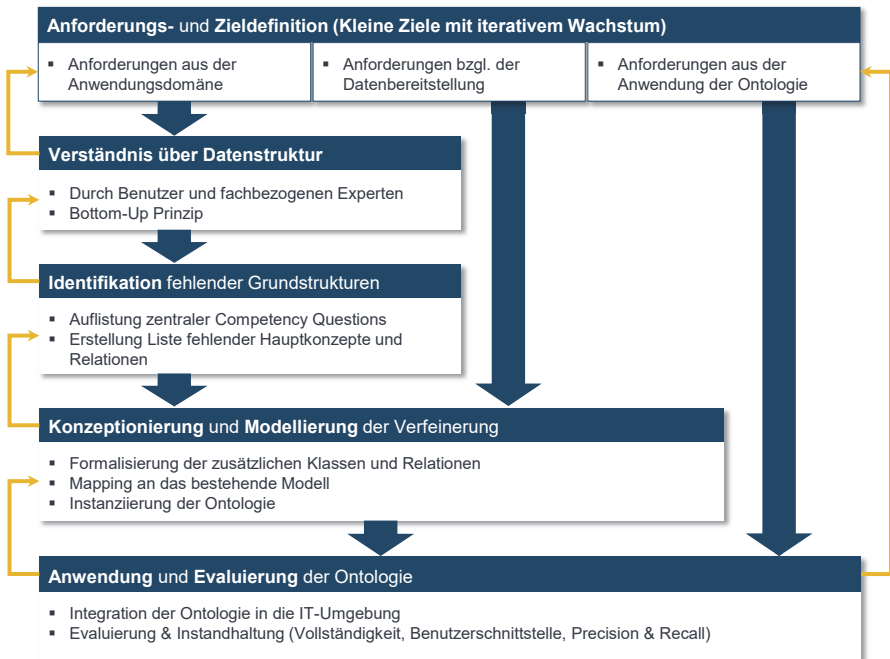 Anforderungs- und Zieldefinition (Kleine Ziele mit iterativem Wachstum)
▪ Anforderungen aus der
Anwendungsdomäne
▪ Anforderungen bzgl. der
Datenbereitstellung
▪ Anforderungen aus der
Anwendung der Ontologie
Verständnis über Datenstruktur
▪ Durch Benutzer und fachbezogenen Experten
▪ Bottom-Up Prinzip
Identifikation fehlender Grundstrukturen
▪ Auflistung zentraler Competency Questions
▪ Erstellung Liste fehlender Hauptkonzepte und
Relationen
Konzeptionierung und Modellierung der Verfeinerung
▪ Formalisierung der zusätzlichen Klassen und Relationen
▪ Mapping an das bestehende Modell
▪ Instanziierung der Ontologie
Anwendung und Evaluierung der Ontologie
▪ Integration der Ontologie in die IT-Umgebung
▪ Evaluierung & Instandhaltung (Vollständigkeit, Benutzerschnittstelle, Precision & Recall)